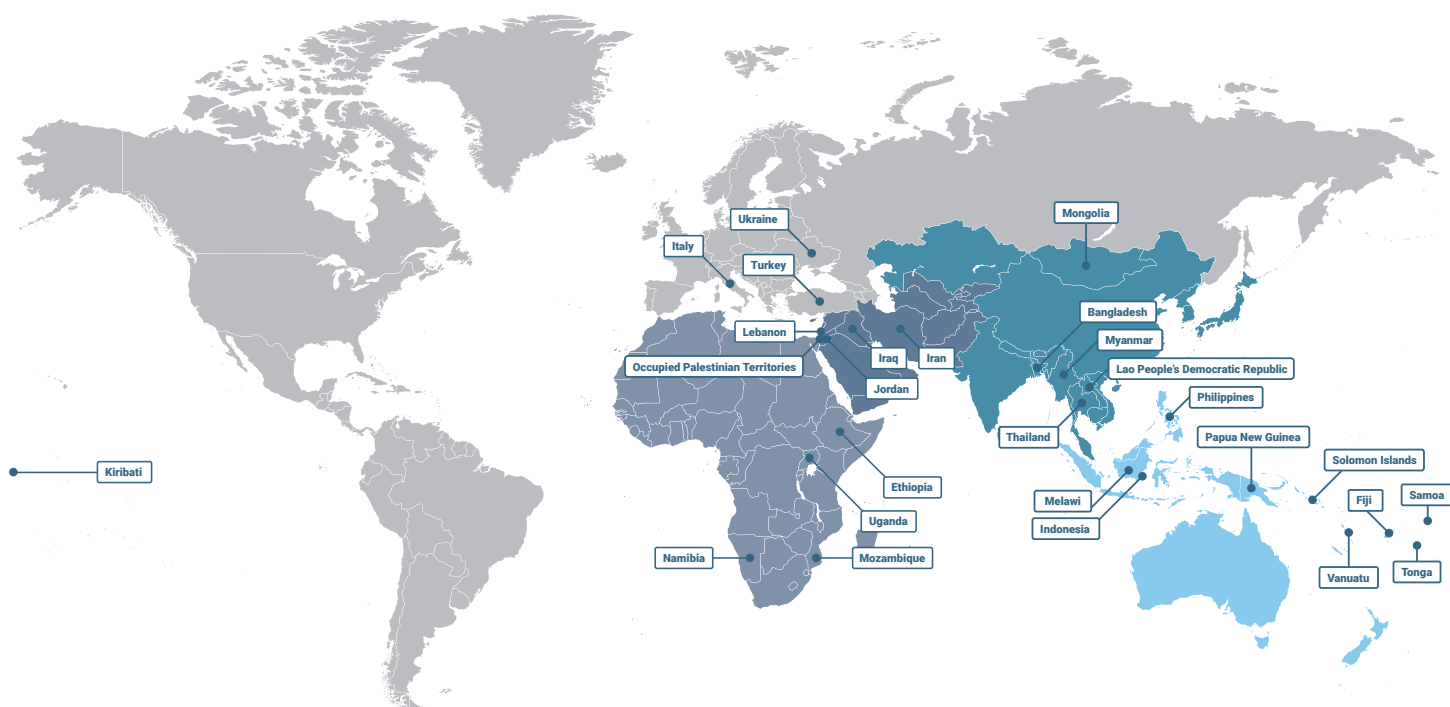 Mongolia
Ukraine
Italy
Turkey
Bangladesh
Lebanon
Myanmar
Iraq
Iran
Occupied Palestinian Territories
Lao People's Democratic Republic
Jordan
Philippines
Thailand
Papua New Guinea
Solomon Islands
Kiribati
Ethiopia
Samoa
Melawi
Fiji
Uganda
Indonesia
Namibia
Mozambique
Tonga
Vanuatu